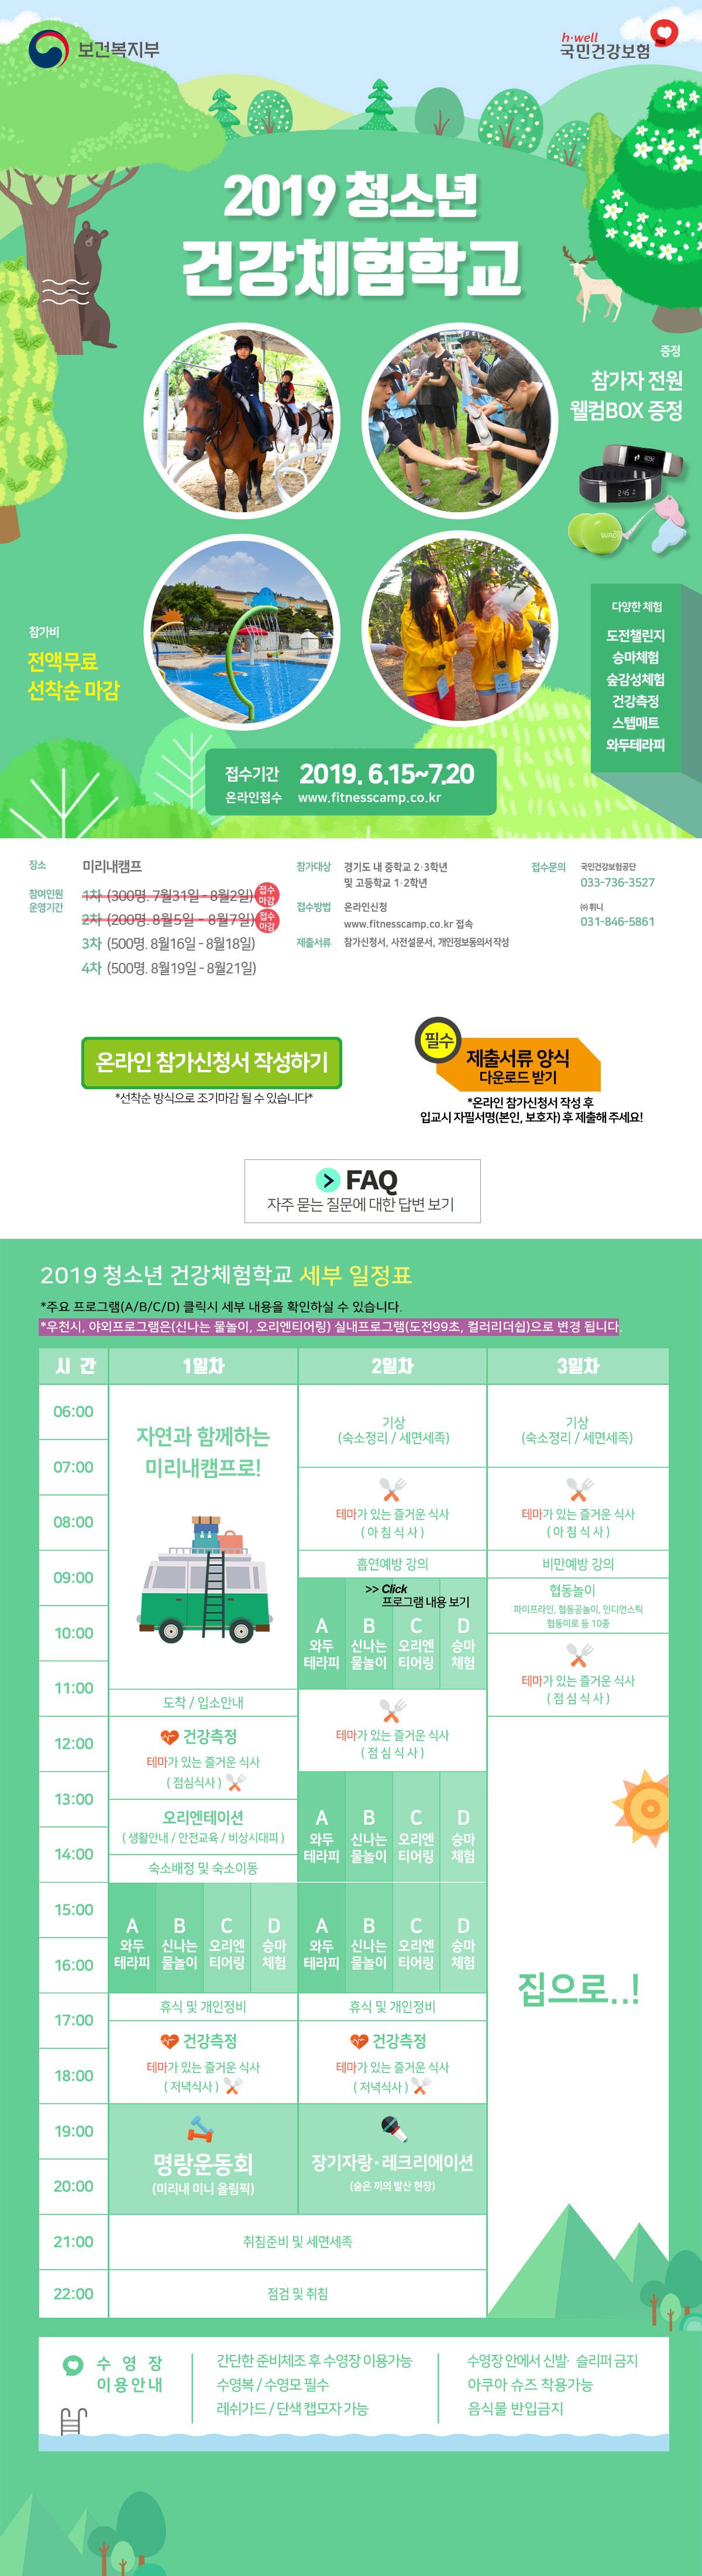 보건복지부
h·well
국민건강보험
2019 청소년
건강체험학교
증정
참가자 전원
웰컴BOX 증정
참가비
전액무료
선착순 마감
다양한 체험
도전챌린지
승마체험
숲감성체험
건강측정
스텝매트
와두테라피
접수기간 2019. 6.15~7.20
온라인접수 www.fitnesscamp.co.kr
장소 미리내캠프
참여인원
운영기간
1차 (300명. 7월31일 - 8월2일) 접수 마감
2차 (200명. 8월5일 - 8월7일) 접수 마감
3차 (500명. 8월16일 - 8월18일)
4차 (500명. 8월19일 - 8월21일)
참가대상 경기도 내 중학교 2·3학년
및 고등학교 1·2학년
접수방법 온라인신청
www.fitnesscamp.co.kr 접속
제출서류 참가신청서, 사전설문서, 개인정보동의서 작성
접수문의 국민건강보험공단
033-736-3527
㈜ 휘니
031-846-5861
온라인 참가신청서 작성하기
*선착순 방식으로 조기마감 될 수 있습니다*
필수
제출서류 양식
다운로드 받기
*온라인 참가신청서 작성 후
입교시 자필서명(본인, 보호자) 후 제출해 주세요!
FAQ
자주 묻는 질문에 대한 답변 보기
2019 청소년 건강체험학교 세부 일정표
*주요 프로그램(A/B/C/D) 클릭시 세부 내용을 확인하실 수 있습니다.
*우천시, 야외프로그램은(신나는 물놀이, 오리엔티어링) 실내프로그램(도전99초, 컬러리더쉽)으로 변경 됩니다.
시 간 1일차 2일차 3일차
06:00
07:00
08:00
09:00
10:00
11:00
12:00
13:00
14:00
15:00
16:00
17:00
18:00
19:00
20:00
21:00
22:00
자연과 함께하는
미리내캠프로!
도착 / 입소안내
건강측정
테마가 있는 즐거운 식사
( 점심식사 )
오리엔테이션
( 생활안내 / 안전교육 / 비상시대피 )
숙소배정 및 숙소이동
A B C D
와두 신나는 오리엔 승마
테라피 물놀이 티어링 체험
휴식 및 개인정비
건강측정
테마가 있는 즐거운 식사
( 저녁식사 )
명랑운동회
(미리내 미니 올림픽)
기상
(숙소정리 / 세면세족)
테마가 있는 즐거운 식사
( 아 침 식 사 )
흡연예방 강의
>> Click
프로그램 내용 보기
A B C D
와두 신나는 오리엔 승마
테라피 물놀이 티어링 체험
테마가 있는 즐거운 식사
( 점 심 식 사 )
A B C D
와두 신나는 오리엔 승마
테라피 물놀이 티어링 체험
A B C D
와두 신나는 오리엔 승마
테라피 물놀이 티어링 체험
휴식 및 개인정비
건강측정
테마가 있는 즐거운 식사
( 저녁식사 )
장기자랑·레크리에이션
(숨은 끼의 발산 현장)
취침준비 및 세면세족
점검 및 취침
기상
(숙소정리 / 세면세족)
테마가 있는 즐거운 식사
( 아 침 식 사 )
비만예방 강의
협동놀이
파이프라인, 협동공놀이, 인디언스틱
협동미로 등 10종
테마가 있는 즐거운 식사
( 점 심 식 사 )
집으로..!
수 영 장
이용안내
간단한 준비체조 후 수영장 이용가능
수영복 / 수영모 필수
레쉬가드 / 단색 캡모자 가능
수영장 안에서 신발· 슬리퍼 금지
아쿠아 슈즈 착용가능
음식물 반입금지